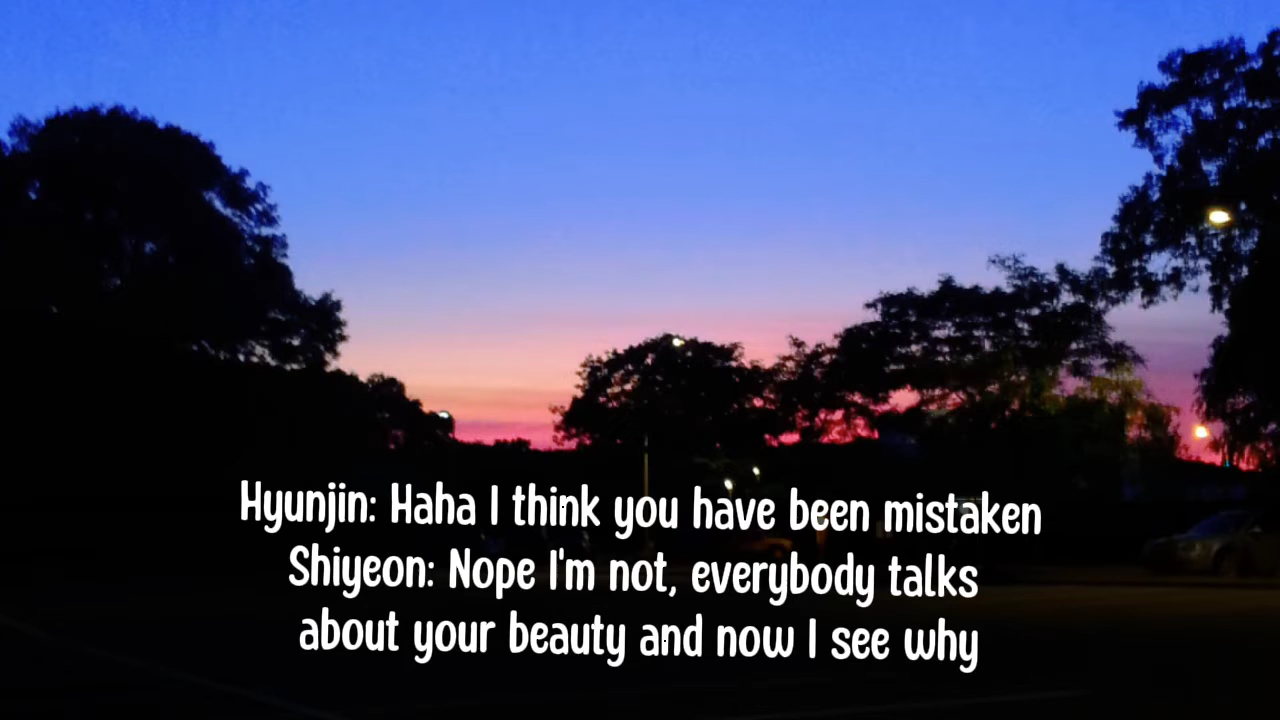 Hyunjin: Haha I think you have been mistaken
Shiyeon: Nope I'm not, everybody talks
about your beauty and now I see why